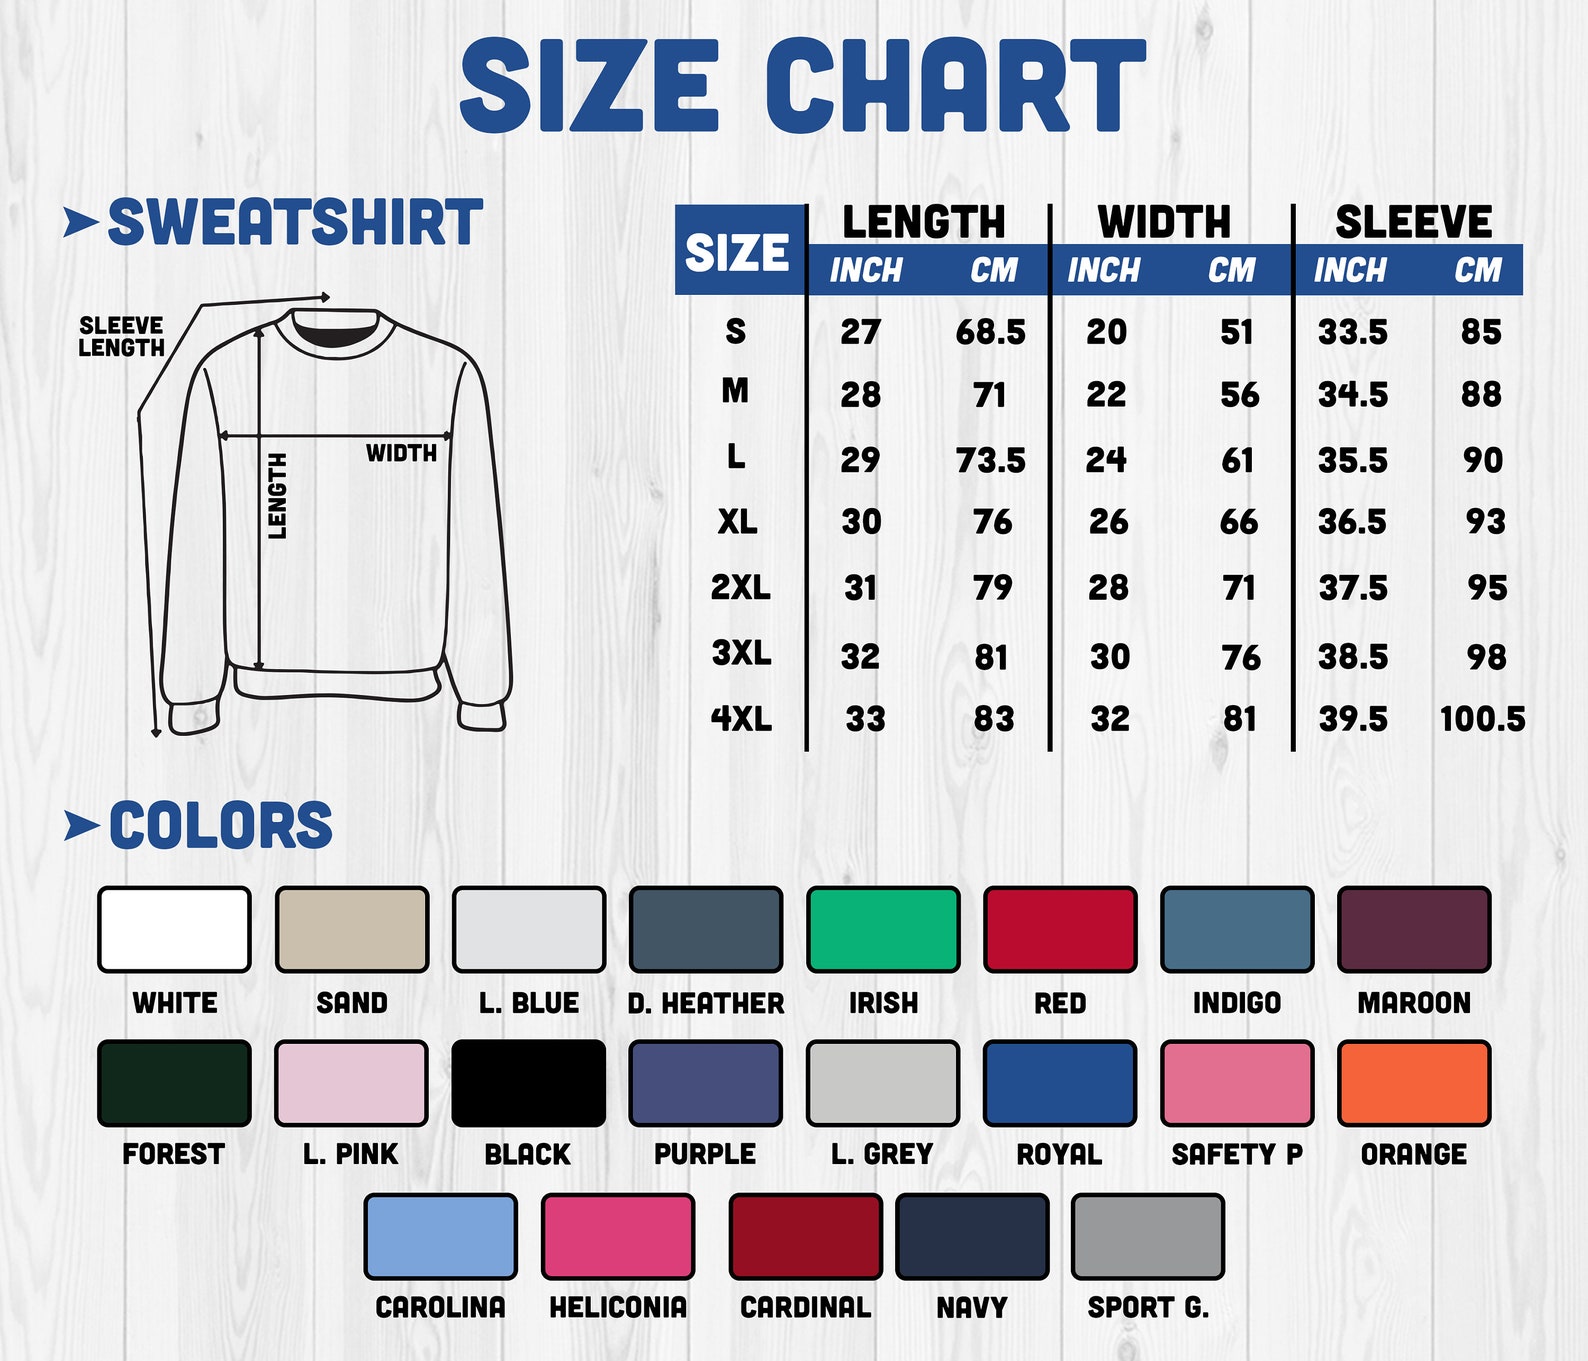 SIZE CHART
SWEATSHIRT
SLEEVE
LENGTH
WIDTH
LENGTH
SIZE LENGTH WIDTH SLEEVE
INCH CM INCH CM INCH CM
S 27 68.5 20 51 33.5 85
M 28 71 22 56 34.5 88
L 29 73.5 24 61 35.5 90
XL 30 76 26 66 36.5 93
2XL 31 79 28 71 37.5 95
3XL 32 81 30 76 38.5 98
4XL 33 83 32 81 39.5 100.5
COLORS
WHITE SAND L. BLUE D. HEATHER IRISH RED INDIGO MAROON
FOREST L. PINK BLACK PURPLE L. GREY ROYAL SAFETY P ORANGE
CAROLINA HELICONIA CARDINAL NAVY SPORT G.